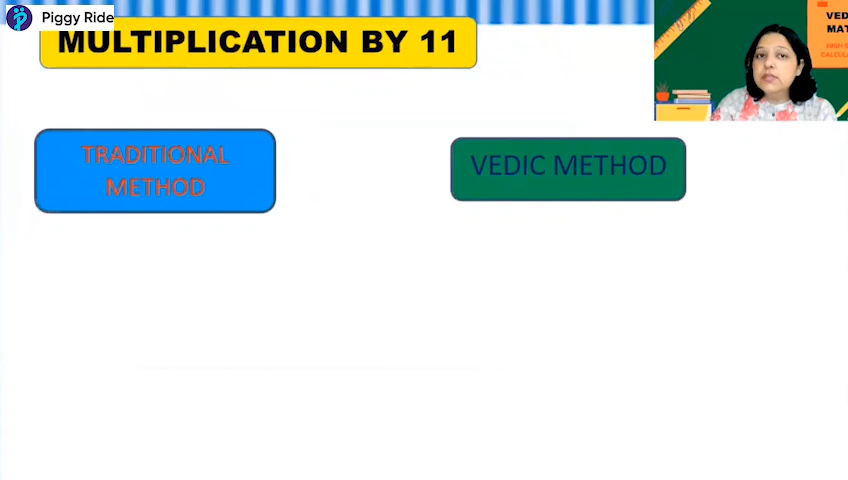 Piggy Ride
MULTIPLICATION BY 11
TRADITIONAL
METHOD
VEDIC METHOD